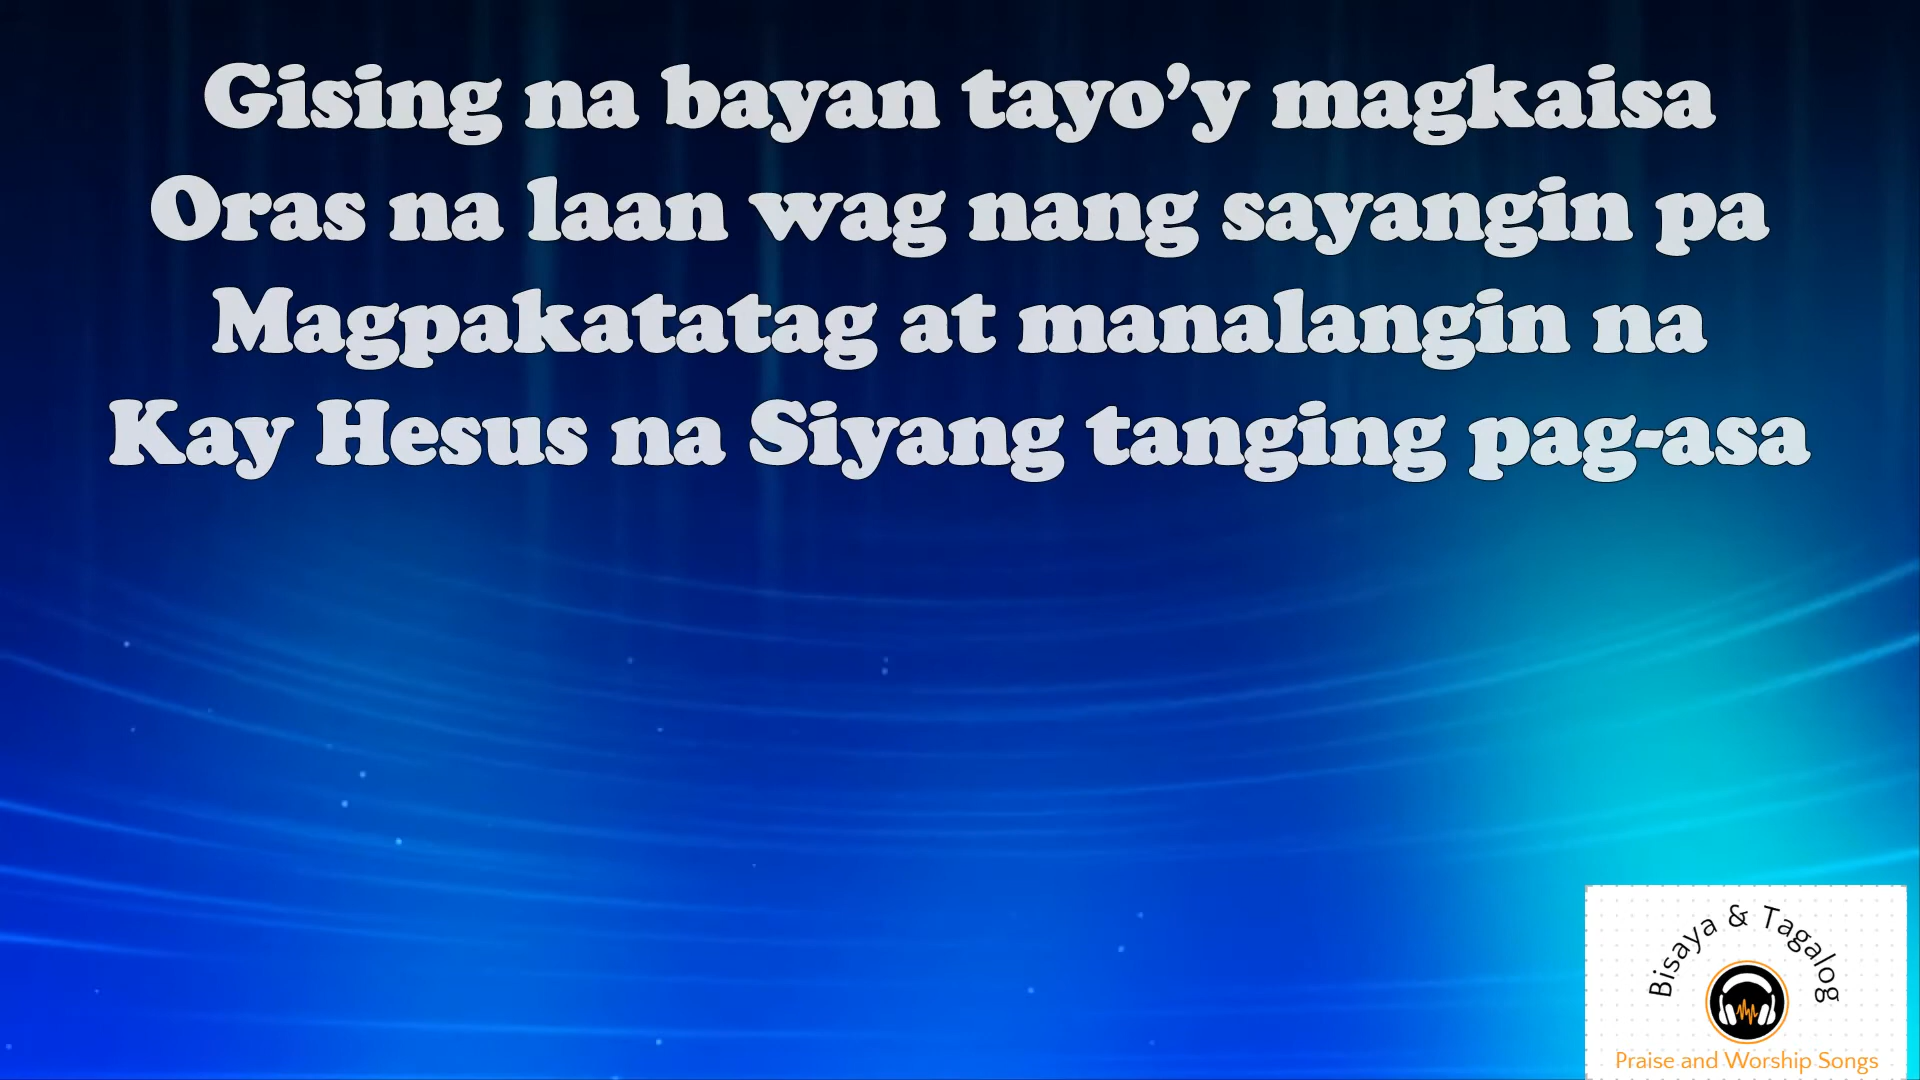 Gising na bayan tayo’y magkaisa
Oras na laan wag nang sayangin pa
Magpakatatag at manalangin na
Kay Hesus na Siyang tanging pag-asa
Bisaya & Tagalog
Praise and Worship Songs